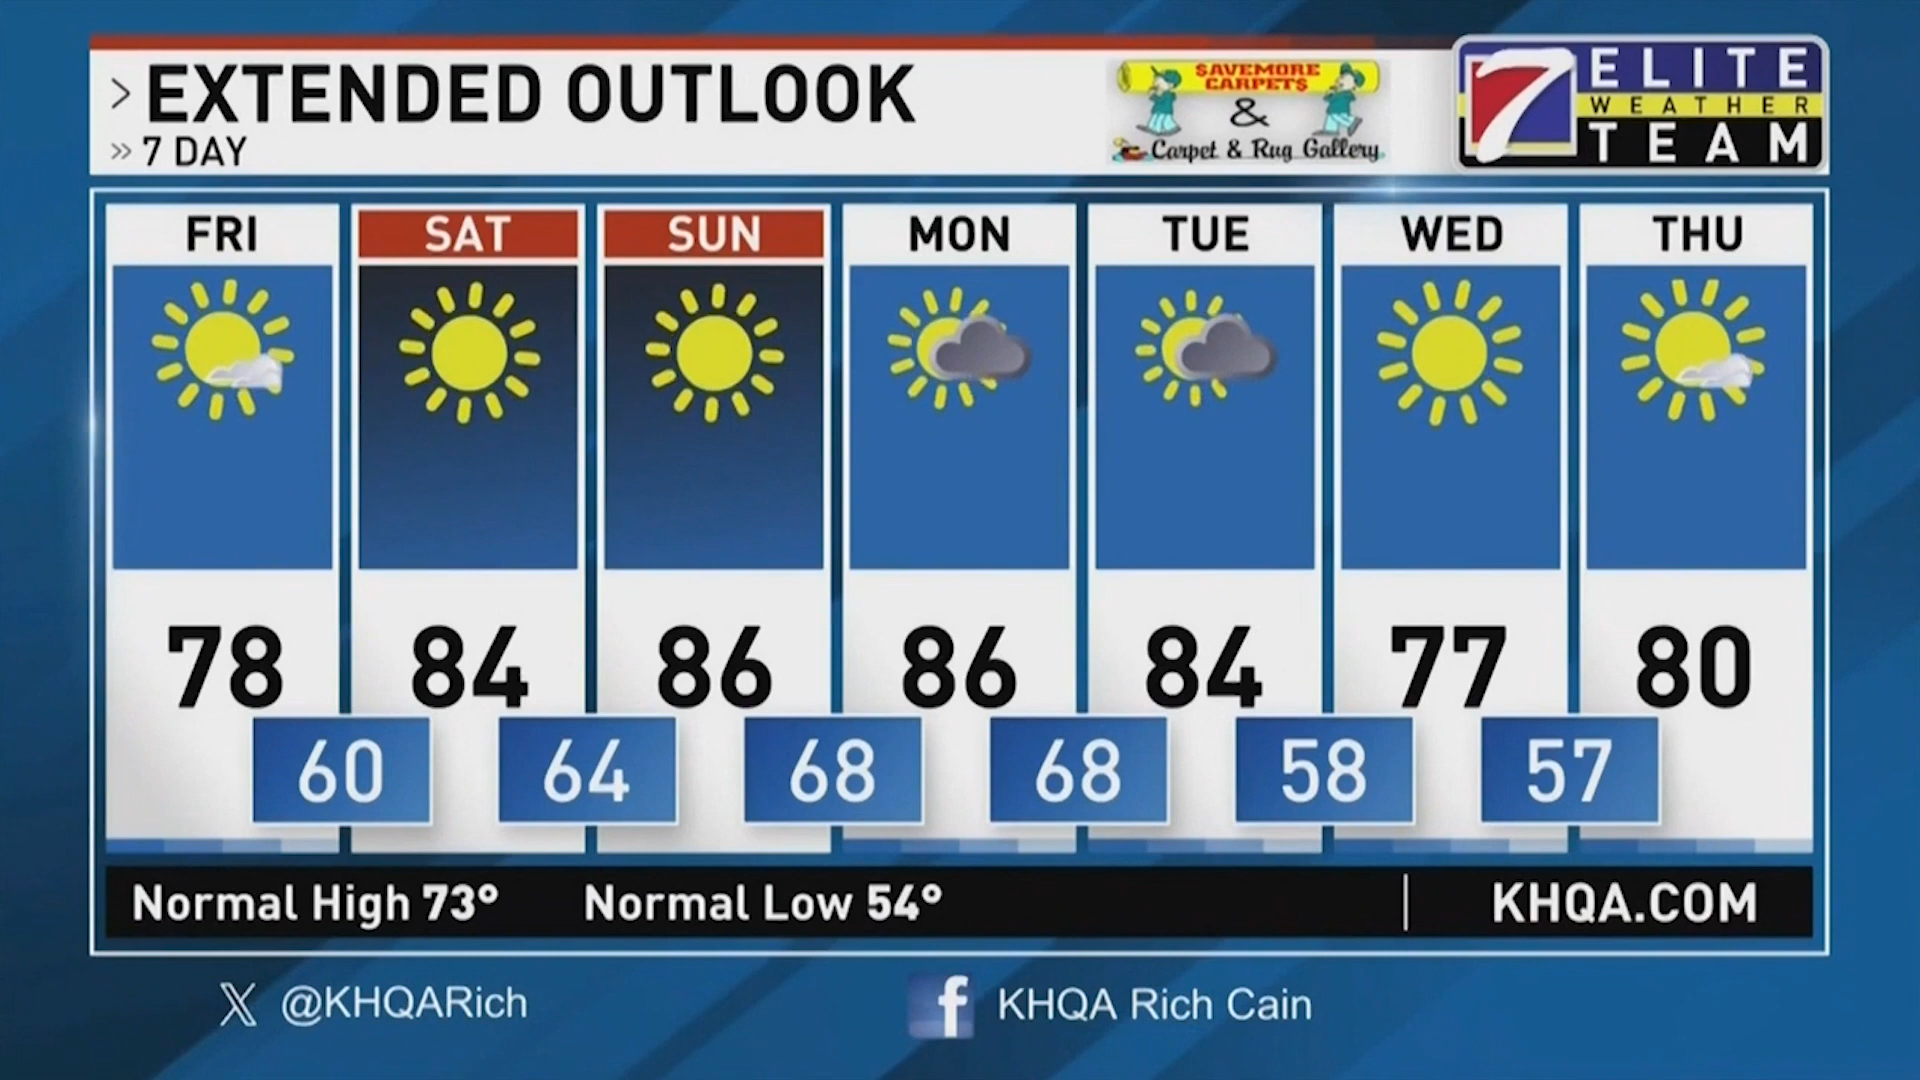 > EXTENDED OUTLOOK
» 7 DAY
SAVEMORE
CARPETS
&
Carpet & Rug Gallery
7
ELITE
WEATHER
TEAM
FRI SAT SUN MON TUE WED THU
78 84 86 86 84 77 80
60 64 68 68 58 57
Normal High 73° Normal Low 54° | KHQA.COM
X @KHQARich f KHQA Rich Cain